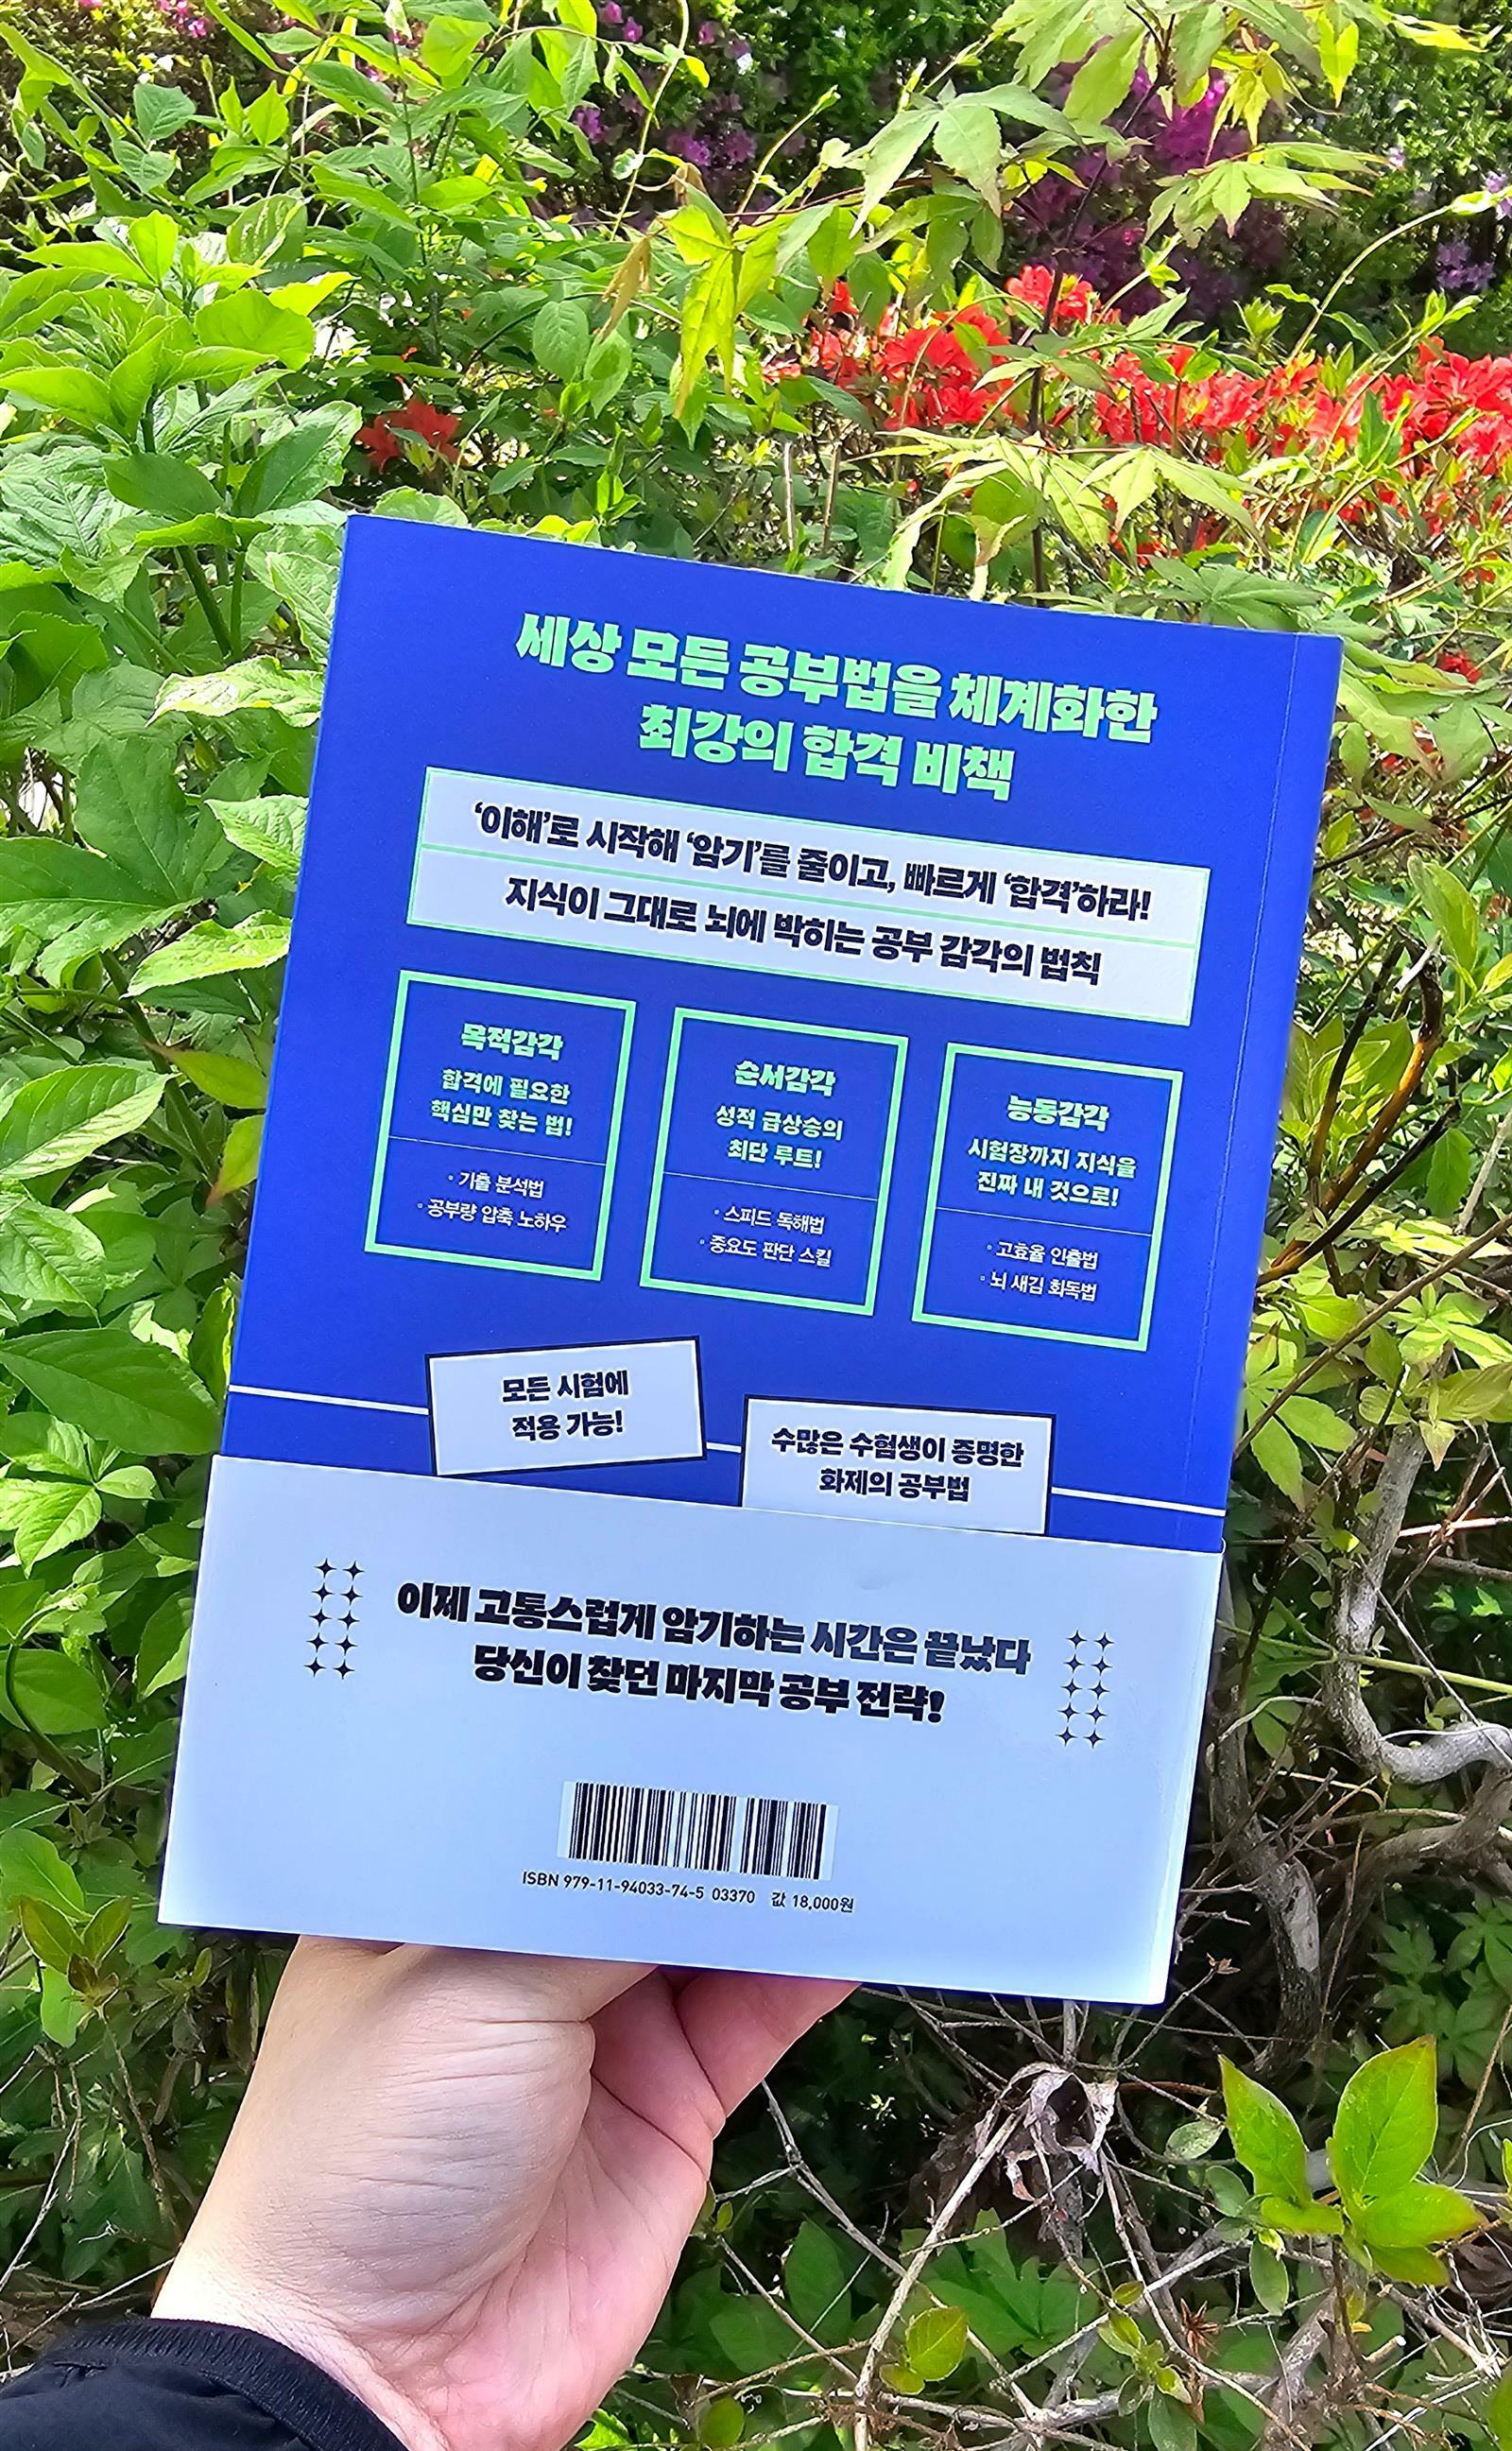 세상 모든 공부법을 체계화한
최강의 합격 비책
‘이해’로 시작해 ‘암기’를 줄이고, 빠르게 ‘합격’하라!
지식이 그대로 뇌에 박히는 공부 감각의 법칙
목적감각
합격에 필요한
핵심만 찾는 법!
· 기출 분석법
· 공부량 압축 노하우
순서감각
성적 급상승의
최단 루트!
· 스피드 독해법
· 중요도 판단 스킬
능동감각
시험장까지 지식을
진짜 내 것으로!
· 고효율 인출법
· 뇌 새김 회독법
모든 시험에
적용 가능!
수많은 수험생이 증명한
화제의 공부법
이제 고통스럽게 암기하는 시간은 끝났다
당신이 찾던 마지막 공부 전략!
ISBN 979-11-94033-74-5 03370 값 18,000원